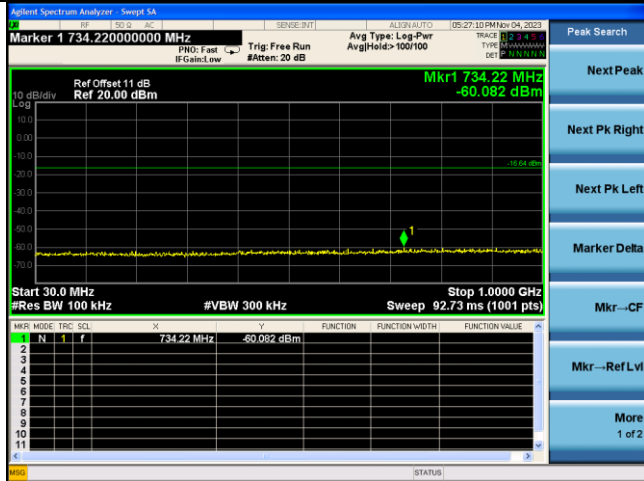 Agilent Spectrum Analyzer - Swept SA
RF 50 Ω AC SENSE:INT ALIGN AUTO 05:27:10 PM Nov 04, 2023
Marker 1 734.220000000 MHz
PNO: Fast
IFGain:Low
Trig: Free Run
#Atten: 20 dB
Avg Type: Log-Pwr
Avg|Hold:>100/100
TRACE 1 2 3 4 5 6
TYPE M WWWWW
DET P N N N N N
Peak Search
Mkr1 734.22 MHz
-60.082 dBm
Ref Offset 11 dB
10 dB/div Ref 20.00 dBm
Log
10.0
0.00
-10.0
-16.64 dBm
-20.0
-30.0
-40.0
-50.0
1
-60.0
-70.0
Start 30.0 MHz Stop 1.0000 GHz
#Res BW 100 kHz #VBW 300 kHz Sweep 92.73 ms (1001 pts)
MKR MODE TRC SCL X Y FUNCTION FUNCTION WIDTH FUNCTION VALUE
1 N 1 f 734.22 MHz -60.082 dBm
2
3
4
5
6
7
8
9
10
11
MSG STATUS
Next Peak
Next Pk Right
Next Pk Left
Marker Delta
Mkr→CF
Mkr→Ref Lvl
More
1 of 2